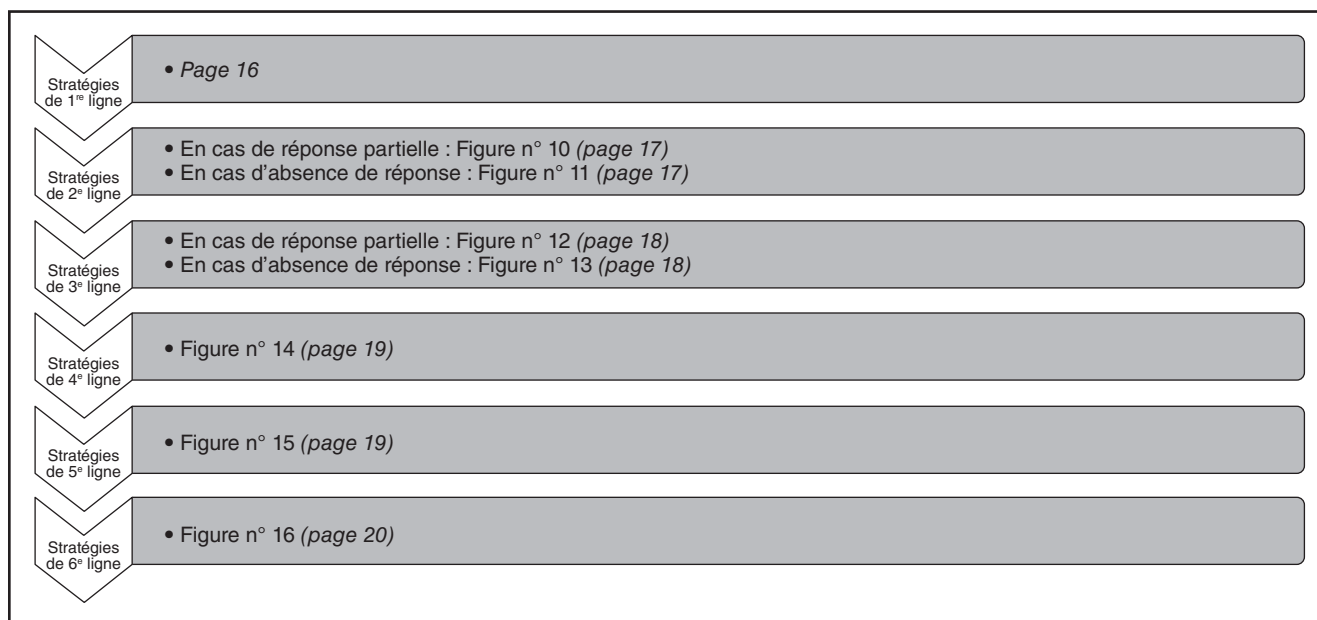 Stratégies
de 1re ligne
• Page 16
Stratégies
de 2e ligne
• En cas de réponse partielle : Figure n° 10 (page 17)
• En cas d'absence de réponse : Figure n° 11 (page 17)
Stratégies
de 3e ligne
• En cas de réponse partielle : Figure n° 12 (page 18)
• En cas d'absence de réponse : Figure n° 13 (page 18)
Stratégies
de 4e ligne
• Figure n° 14 (page 19)
Stratégies
de 5e ligne
• Figure n° 15 (page 19)
Stratégies
de 6e ligne
• Figure n° 16 (page 20)